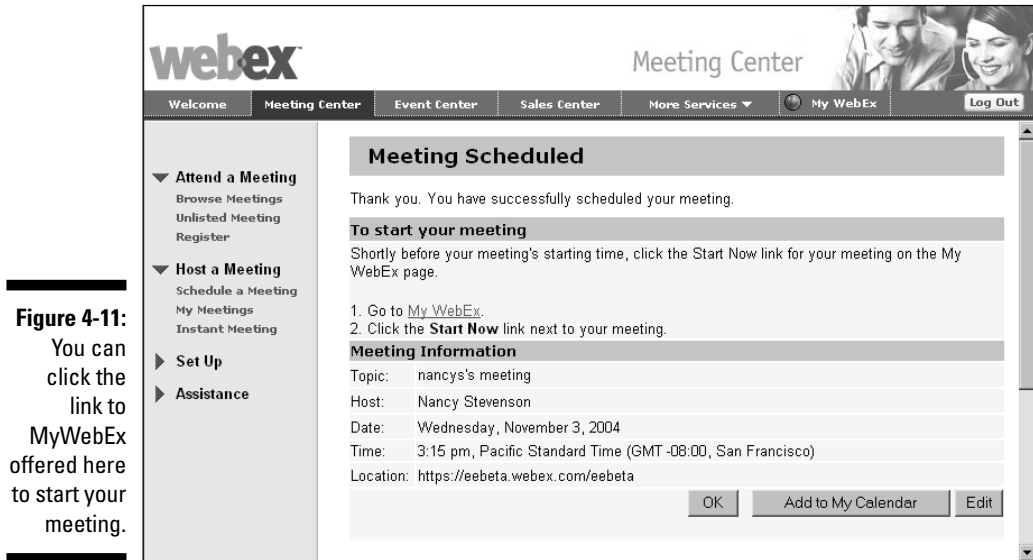 webex
Meeting Center
Welcome
Meeting Center
Event Center
Sales Center
More Services
My WebEx
Log Out
Attend a Meeting
Browse Meetings
Unlisted Meeting
Register
Host a Meeting
Schedule a Meeting
My Meetings
Instant Meeting
Set Up
Assistance
Meeting Scheduled
Thank you. You have successfully scheduled your meeting.
To start your meeting
Shortly before your meeting's starting time, click the Start Now link for your meeting on the My
WebEx page.
1. Go to My WebEx.
2. Click the Start Now link next to your meeting.
Meeting Information
Topic: nancys's meeting
Host: Nancy Stevenson
Date: Wednesday, November 3, 2004
Time: 3:15 pm, Pacific Standard Time (GMT -08:00, San Francisco)
Location: https://eebeta.webex.com/eebeta
OK
Add to My Calendar
Edit
Figure 4-11:
You can
click the
link to
MyWebEx
offered here
to start your
meeting.